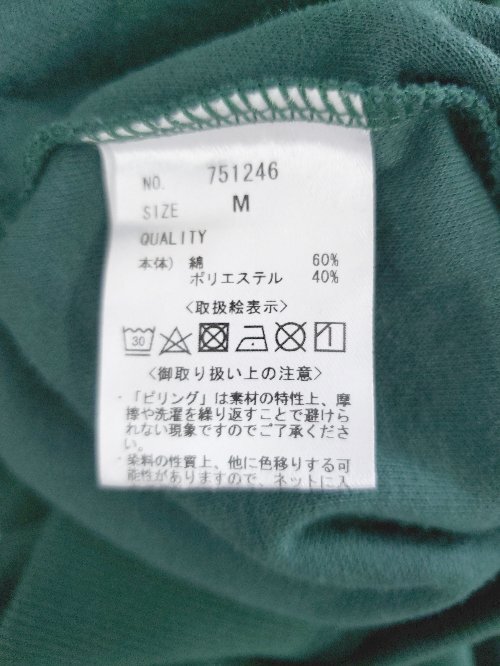 NO. 751246
SIZE M
QUALITY
本体) 綿 60%
ポリエステル 40%
<取扱絵表示>
30
<御取り扱い上の注意>
・「ピリング」は素材の特性上、摩
擦や洗濯を繰り返すことで避けら
れない現象ですのでご了承くださ
い。
・染料の性質上、他に色移りする可
能性がありますので、ネットに入